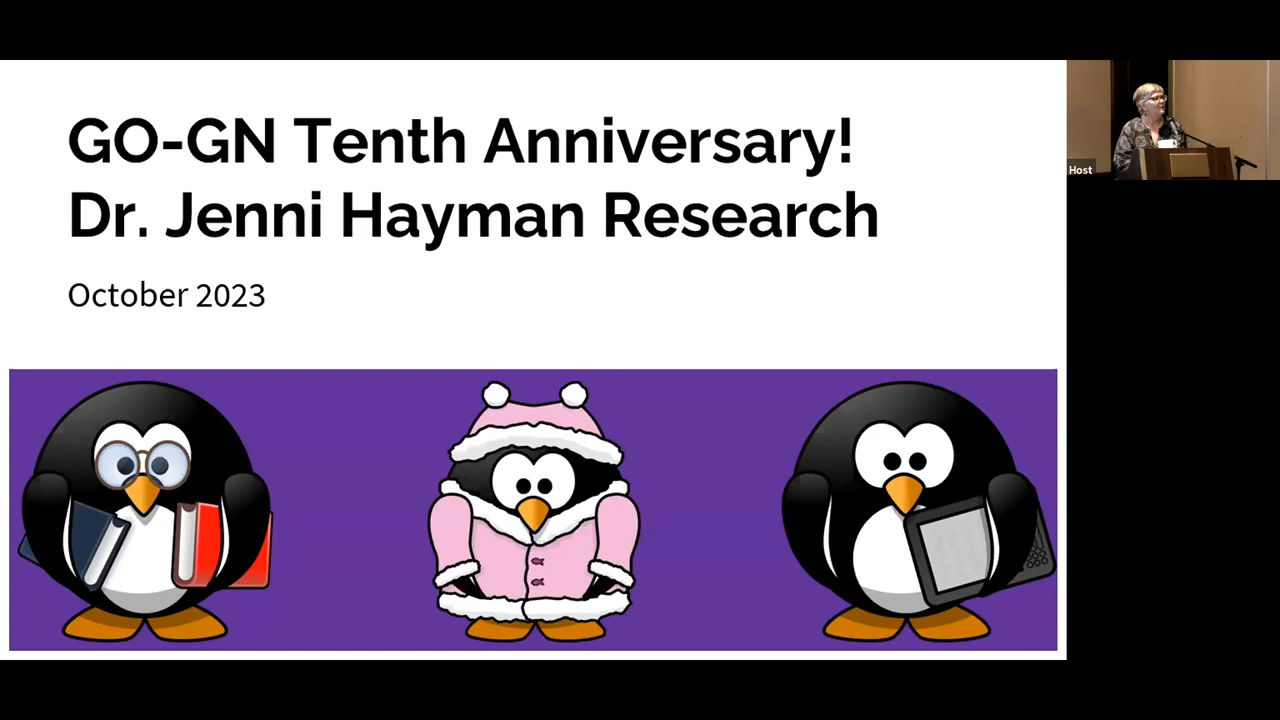 GO-GN Tenth Anniversary!
Dr. Jenni Hayman Research
October 2023
Host